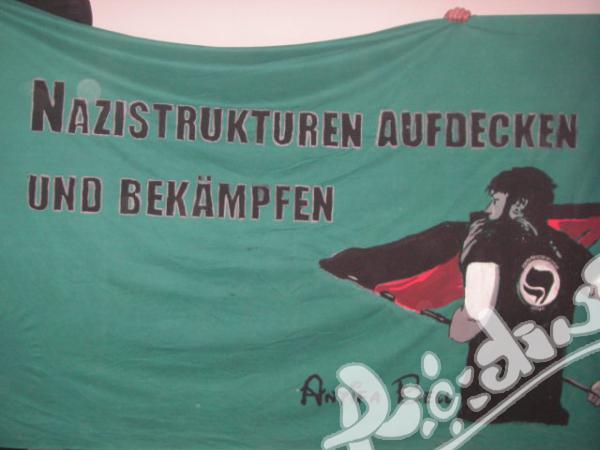 NAZISTRUKTUREN AUFDECKEN
UND BEKÄMPFEN